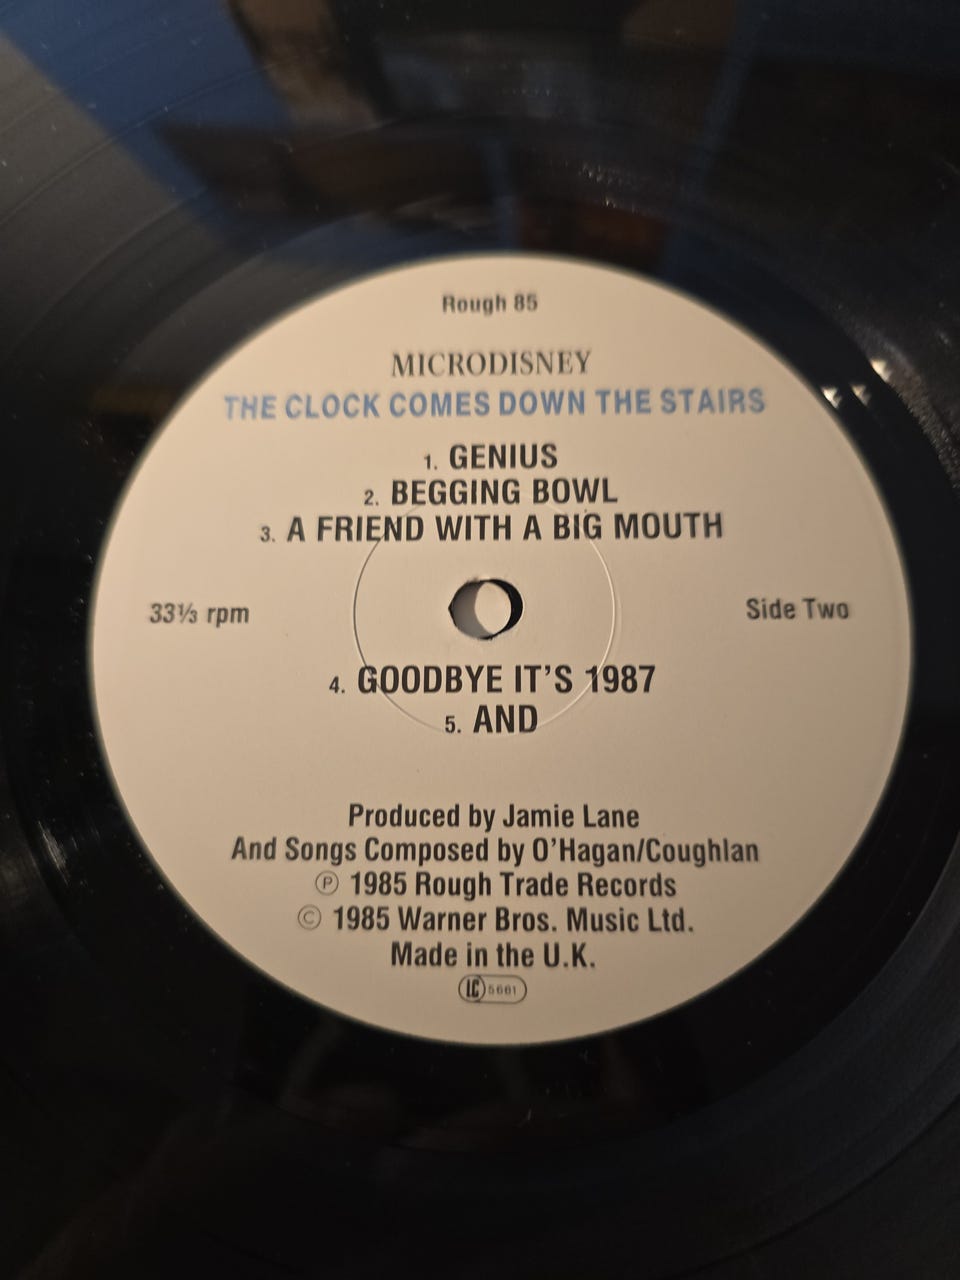 Rough 85
MICRODISNEY
THE CLOCK COMES DOWN THE STAIRS
1. GENIUS
2. BEGGING BOWL
3. A FRIEND WITH A BIG MOUTH
33⅓ rpm
Side Two
4. GOODBYE IT'S 1987
5. AND
Produced by Jamie Lane
And Songs Composed by O'Hagan/Coughlan
Ⓟ 1985 Rough Trade Records
© 1985 Warner Bros. Music Ltd.
Made in the U.K.
LC 5661